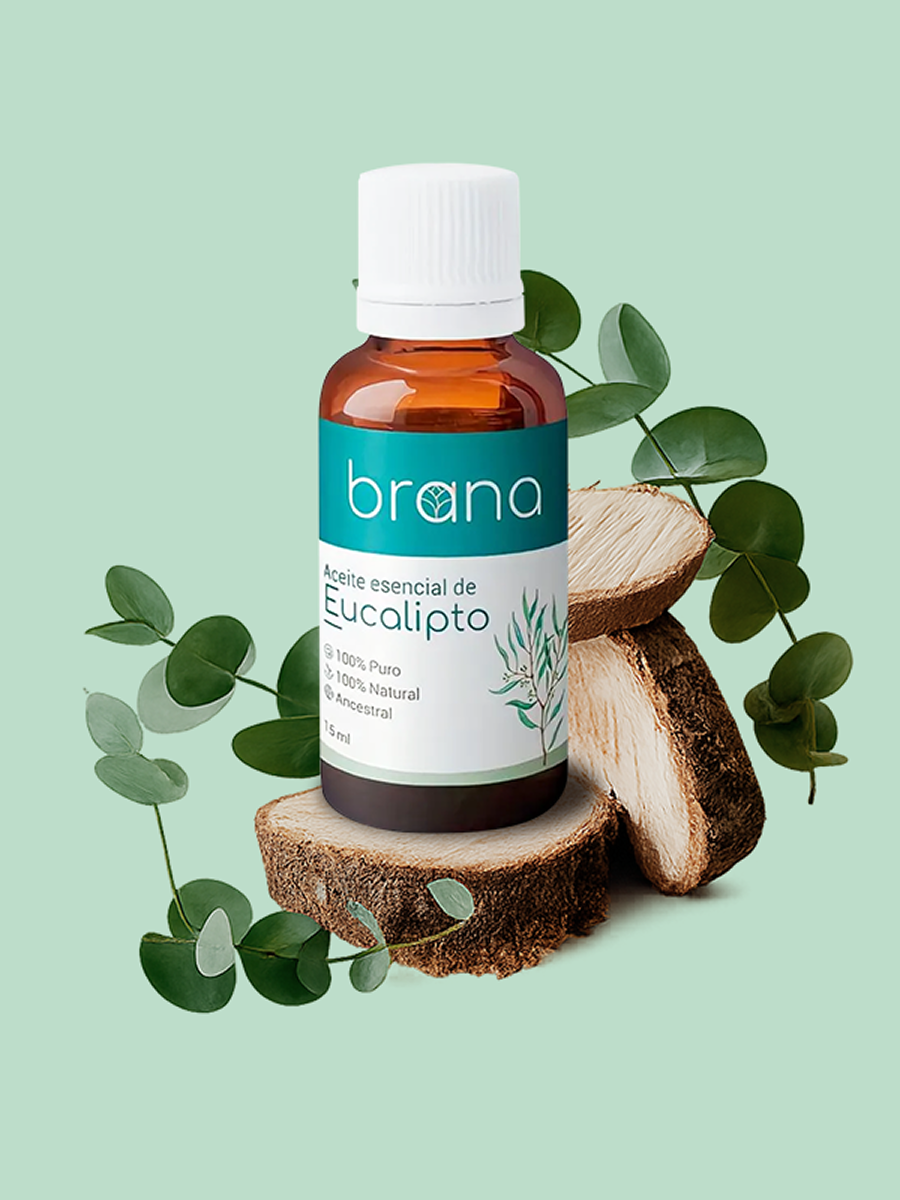 brana
Aceite esencial de
Eucalipto
100% Puro
100% Natural
Ancestral
15 ml